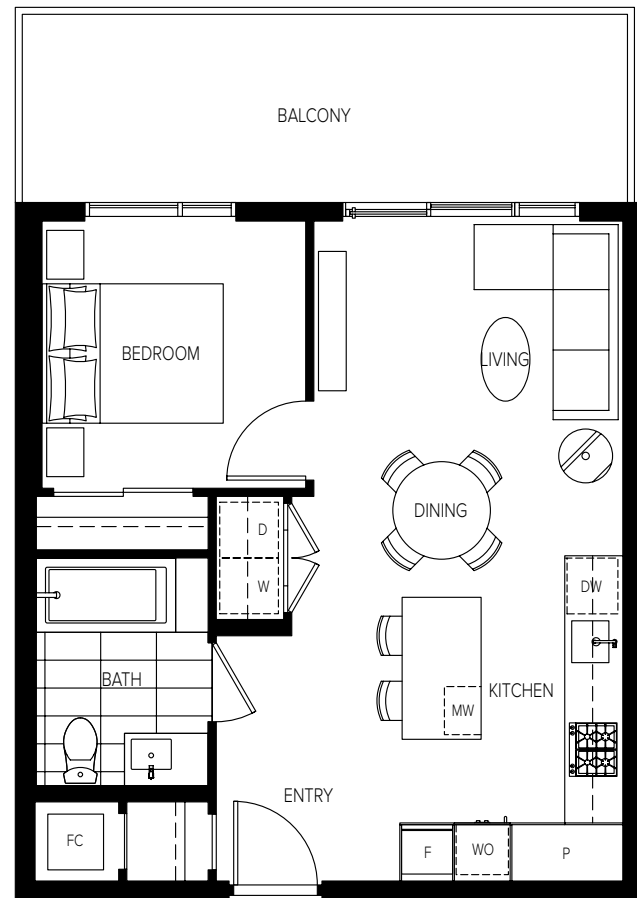 BALCONY
BEDROOM
LIVING
DINING
D
W
DW
BATH
KITCHEN
MW
ENTRY
FC
F
WO
P